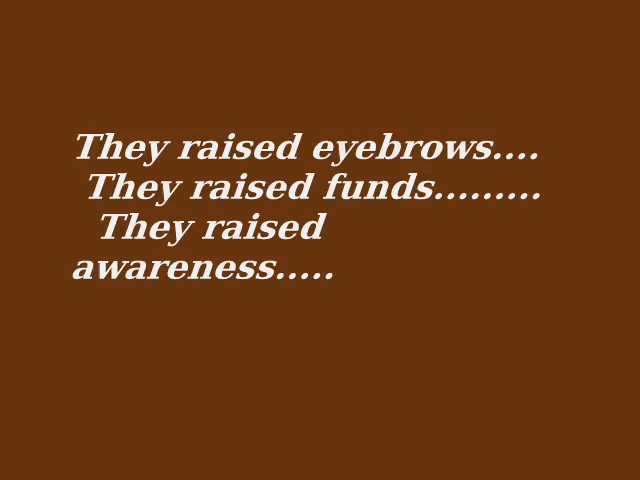 They raised eyebrows....
They raised funds.........
They raised
awareness.....